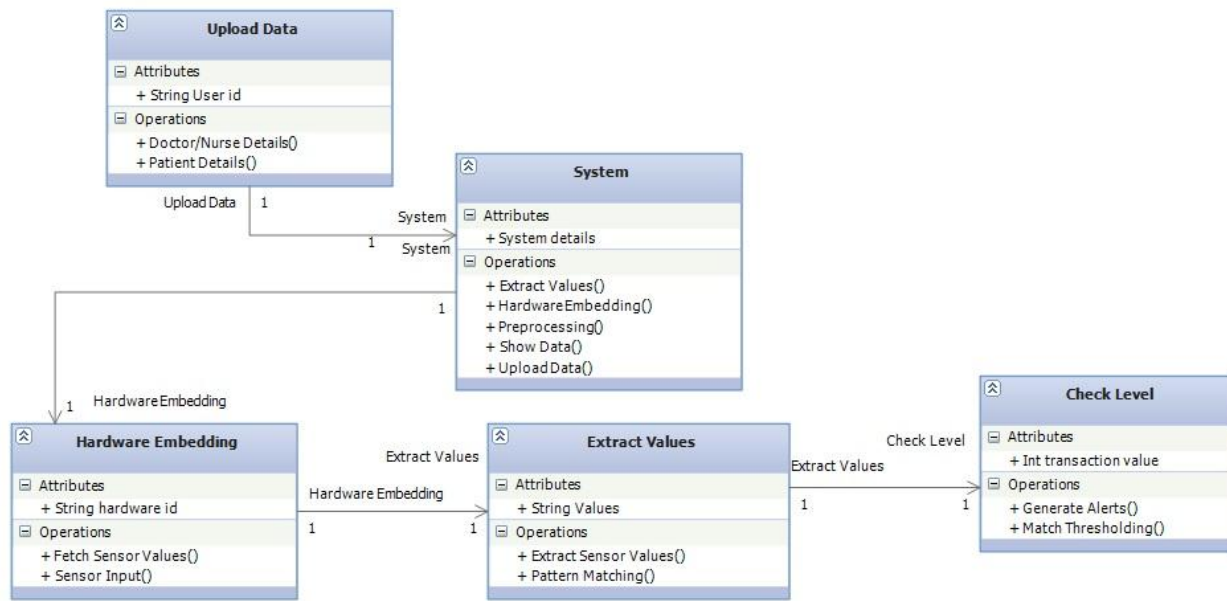 Upload Data
Attributes
+ String User id
Operations
+ Doctor/Nurse Details()
+ Patient Details()
Upload Data
1
System
1
System
System
Attributes
+ System details
Operations
+ Extract Values()
+ HardwareEmbedding()
+ Preprocessing()
+ Show Data()
+ UploadData()
1
1
HardwareEmbedding
Hardware Embedding
Attributes
+ String hardware id
Operations
+ Fetch Sensor Values()
+ Sensor Input()
Extract Values
Hardware Embedding
1
1
Extract Values
Attributes
+ String Values
Operations
+ Extract Sensor Values()
+ Pattern Matching()
Check Level
Extract Values
1
1
Check Level
Attributes
+ Int transaction value
Operations
+ Generate Alerts()
+ Match Thresholding()